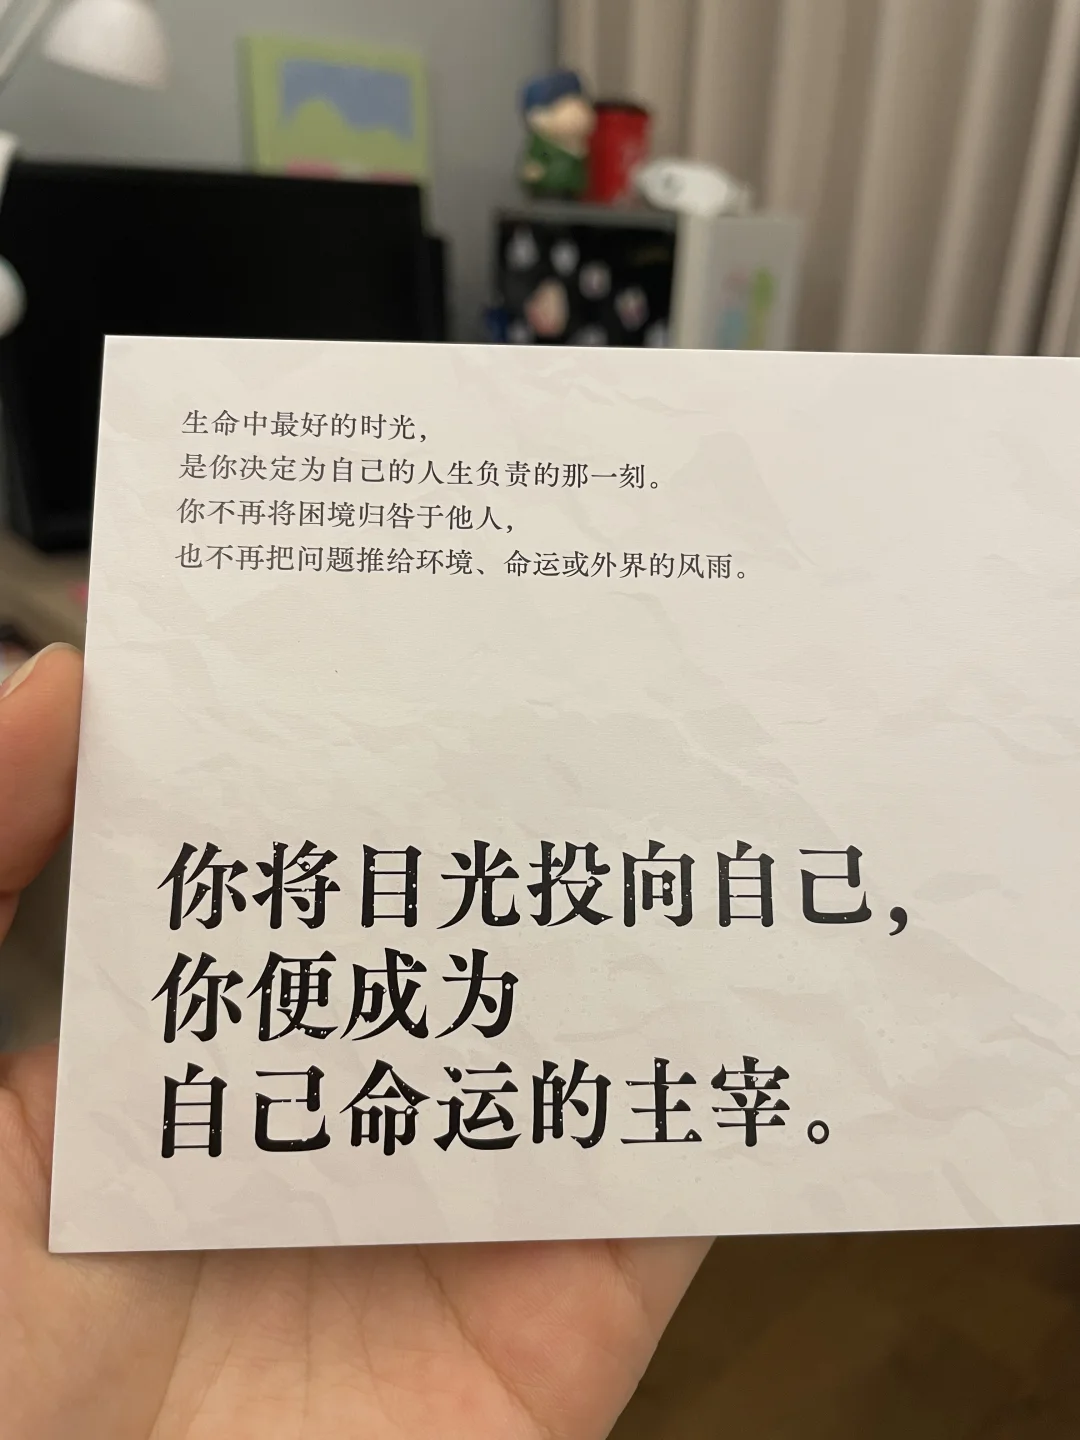 生命中最好的时光，
是你决定为自己的人生负责的那一刻。
你不再将困境归咎于他人，
也不再把问题推给环境、命运或外界的风雨。
你将目光投向自己，
你便成为
自己命运的主宰。